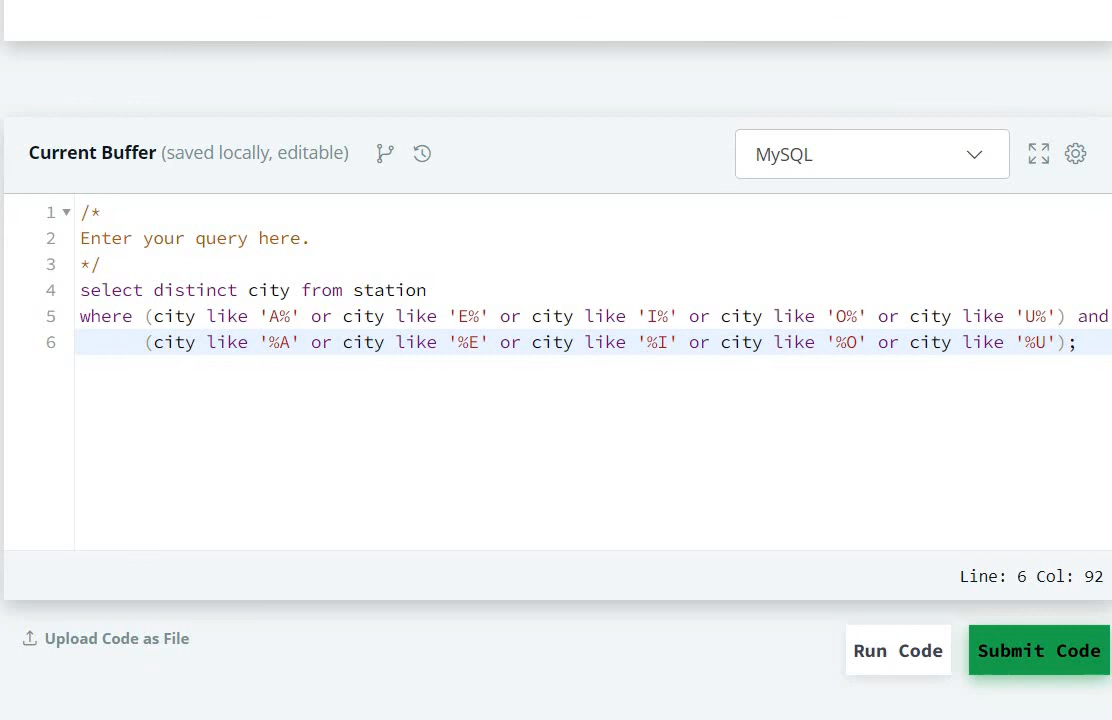 Current Buffer (saved locally, editable)
MySQL
1 /*
2 Enter your query here.
3 */
4 select distinct city from station
5 where (city like 'A%' or city like 'E%' or city like 'I%' or city like 'O%' or city like 'U%') and
6 (city like '%A' or city like '%E' or city like '%I' or city like '%O' or city like '%U');
Line: 6 Col: 92
Upload Code as File
Run Code
Submit Code